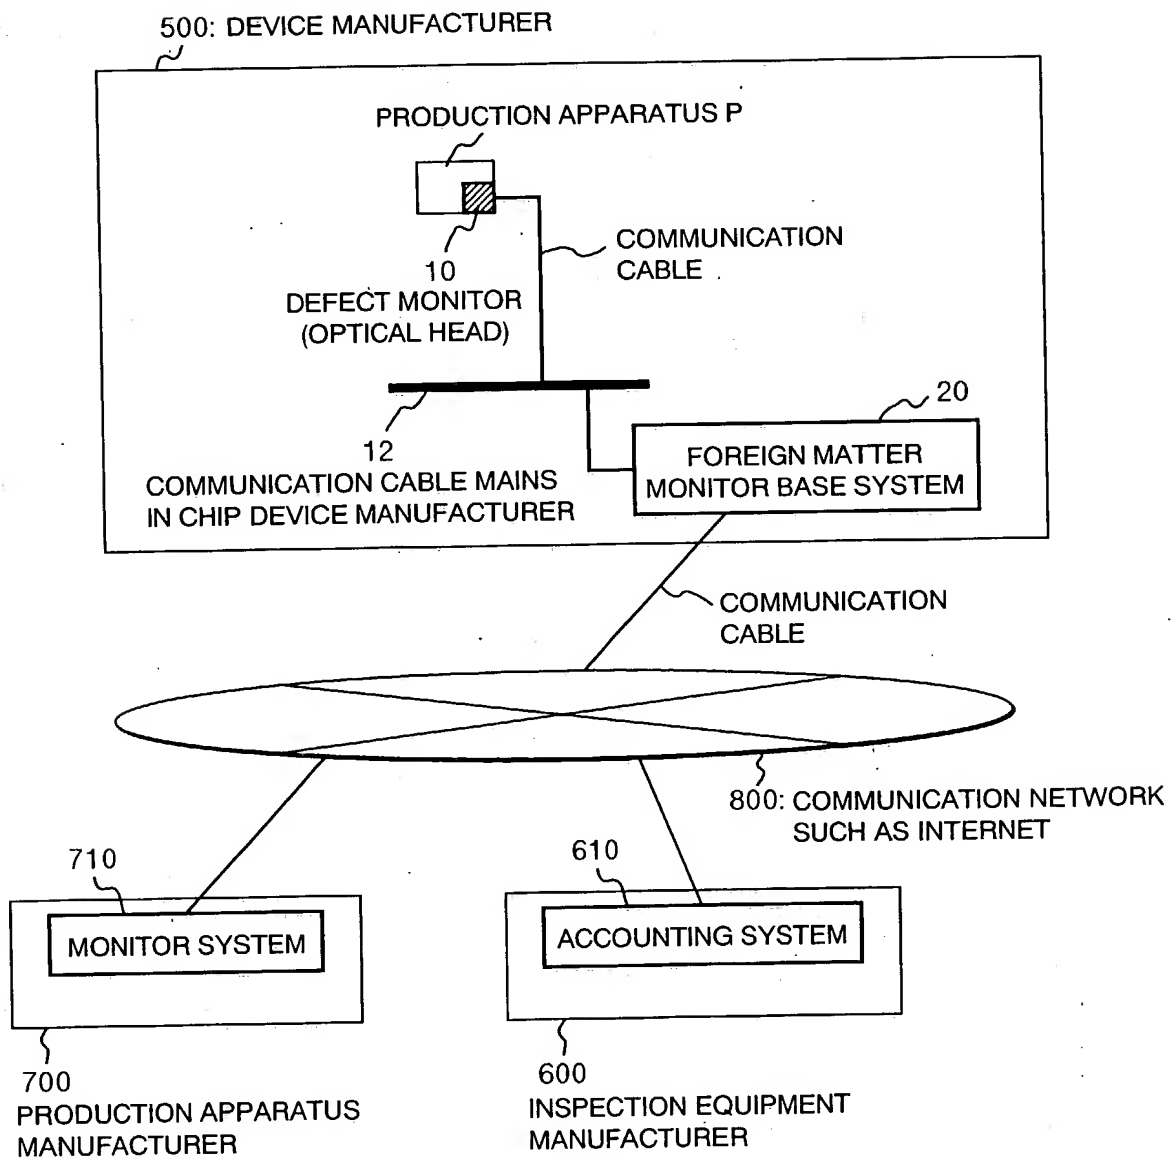 500: DEVICE MANUFACTURER
PRODUCTION APPARATUS P
COMMUNICATION
CABLE
10
DEFECT MONITOR
(OPTICAL HEAD)
20
12
COMMUNICATION CABLE MAINS
IN CHIP DEVICE MANUFACTURER
FOREIGN MATTER
MONITOR BASE SYSTEM
COMMUNICATION
CABLE
800: COMMUNICATION NETWORK
SUCH AS INTERNET
710
MONITOR SYSTEM
610
ACCOUNTING SYSTEM
700
PRODUCTION APPARATUS
MANUFACTURER
600
INSPECTION EQUIPMENT
MANUFACTURER